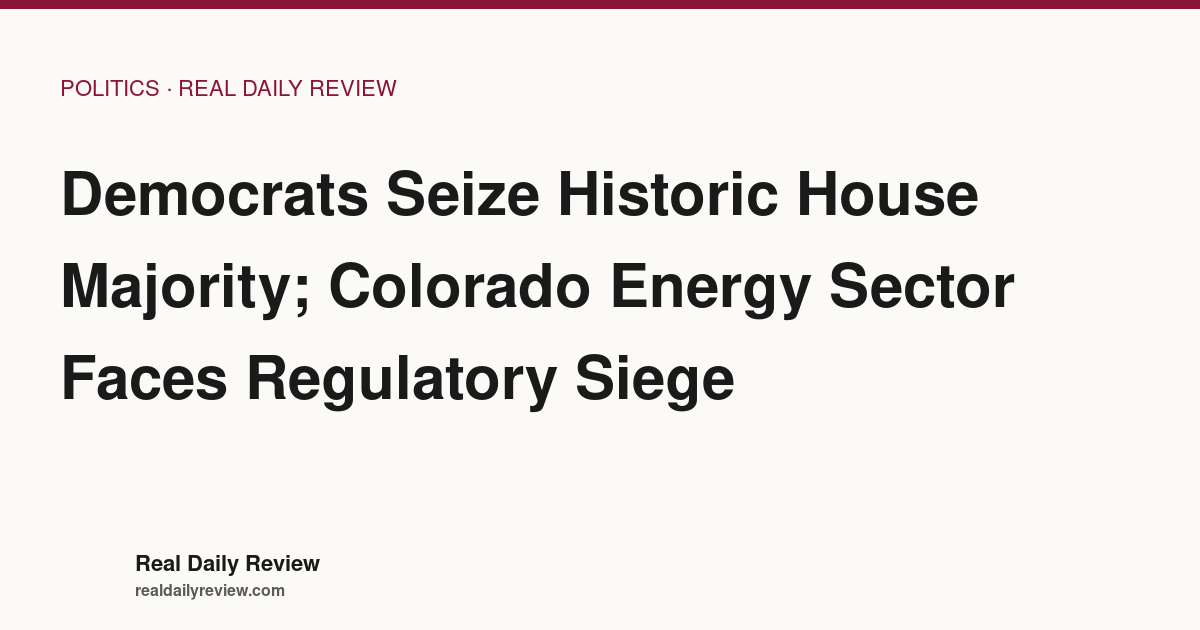 POLITICS · REAL DAILY REVIEW
Democrats Seize Historic House
Majority; Colorado Energy Sector
Faces Regulatory Siege
Real Daily Review
realdailyreview.com